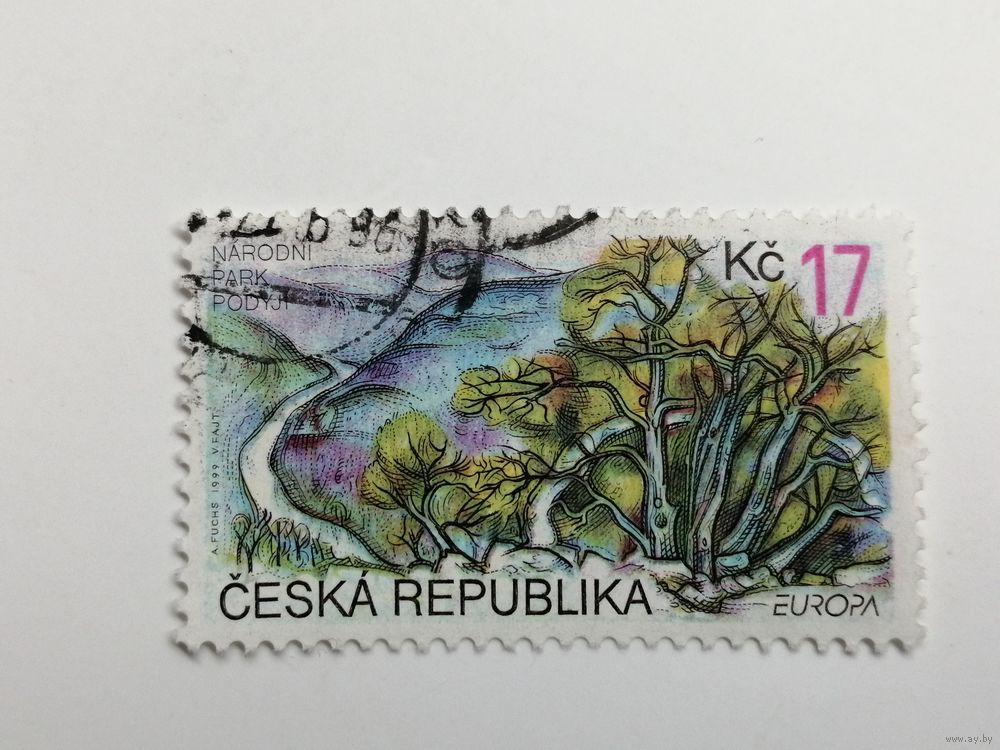 NÁRODNÍ
PARK
PODYJÍ
Kč 17
A. FUCHS 1999 V. FAJT
ČESKÁ REPUBLIKA
EUROPA
www.ay.by